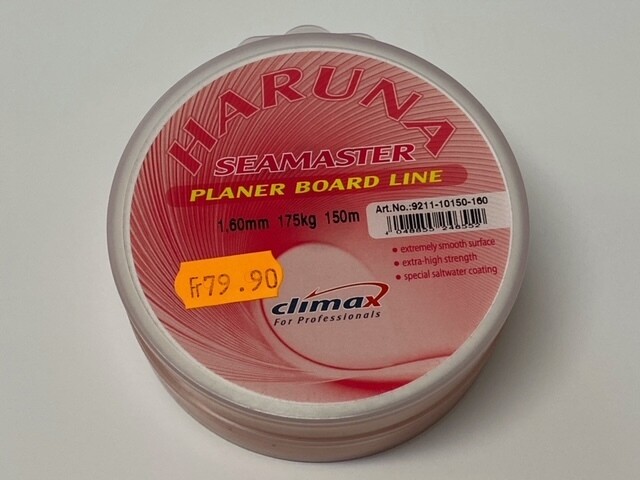 HARUNA
SEAMASTER
PLANER BOARD LINE
1.60mm 175kg 150m
Art.No.:9211-10150-160
• extremely smooth surface
• extra-high strength
• special saltwater coating
Fr79.90
climax
For Professionals